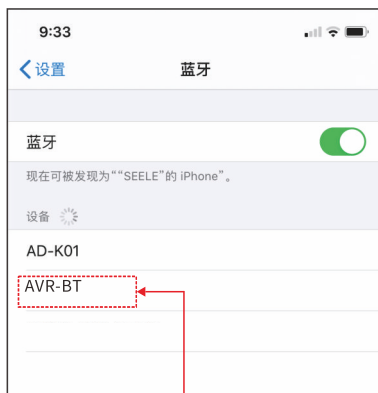 9:33
设置
蓝牙
蓝牙
现在可被发现为““SEELE”的 iPhone”。
设备
AD-K01
AVR-BT